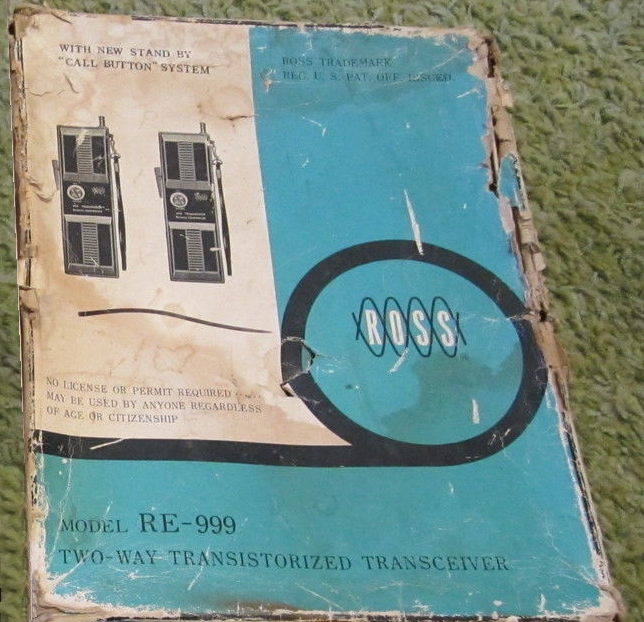 WITH NEW STAND BY
"CALL BUTTON" SYSTEM
ROSS TRADEMARK
REG. U. S. PAT. OFF. ISSUED.
ROSS
NO LICENSE OR PERMIT REQUIRED
MAY BE USED BY ANYONE REGARDLESS
OF AGE OR CITIZENSHIP
MODEL RE-999
TWO-WAY TRANSISTORIZED TRANSCEIVER